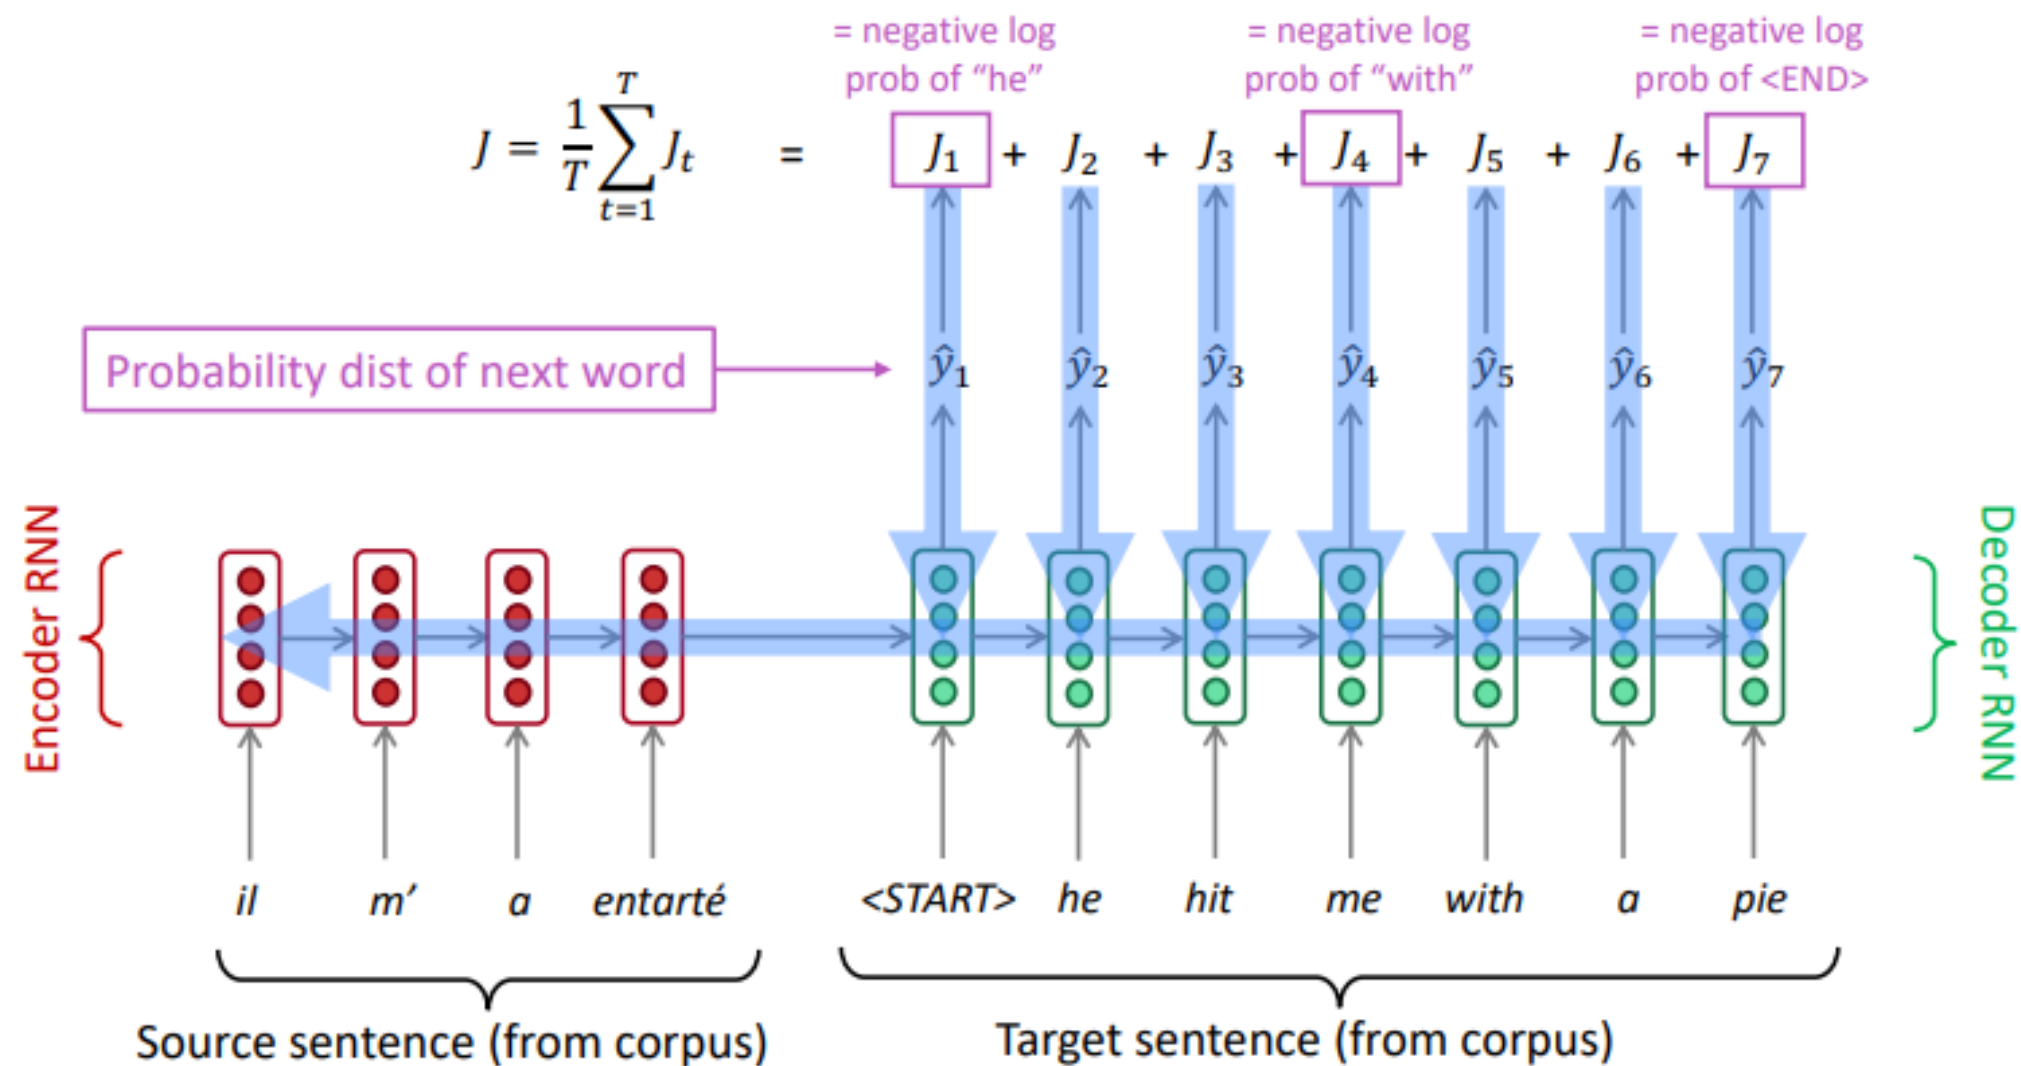 = negative log
prob of “he”
= negative log
prob of “with”
= negative log
prob of <END>
J = 1/T ∑_{t=1}^{T} J_t = J_1 + J_2 + J_3 + J_4 + J_5 + J_6 + J_7
Probability dist of next word
ŷ_1 ŷ_2 ŷ_3 ŷ_4 ŷ_5 ŷ_6 ŷ_7
Encoder RNN
Decoder RNN
il m’ a entarté <START> he hit me with a pie
Source sentence (from corpus)
Target sentence (from corpus)